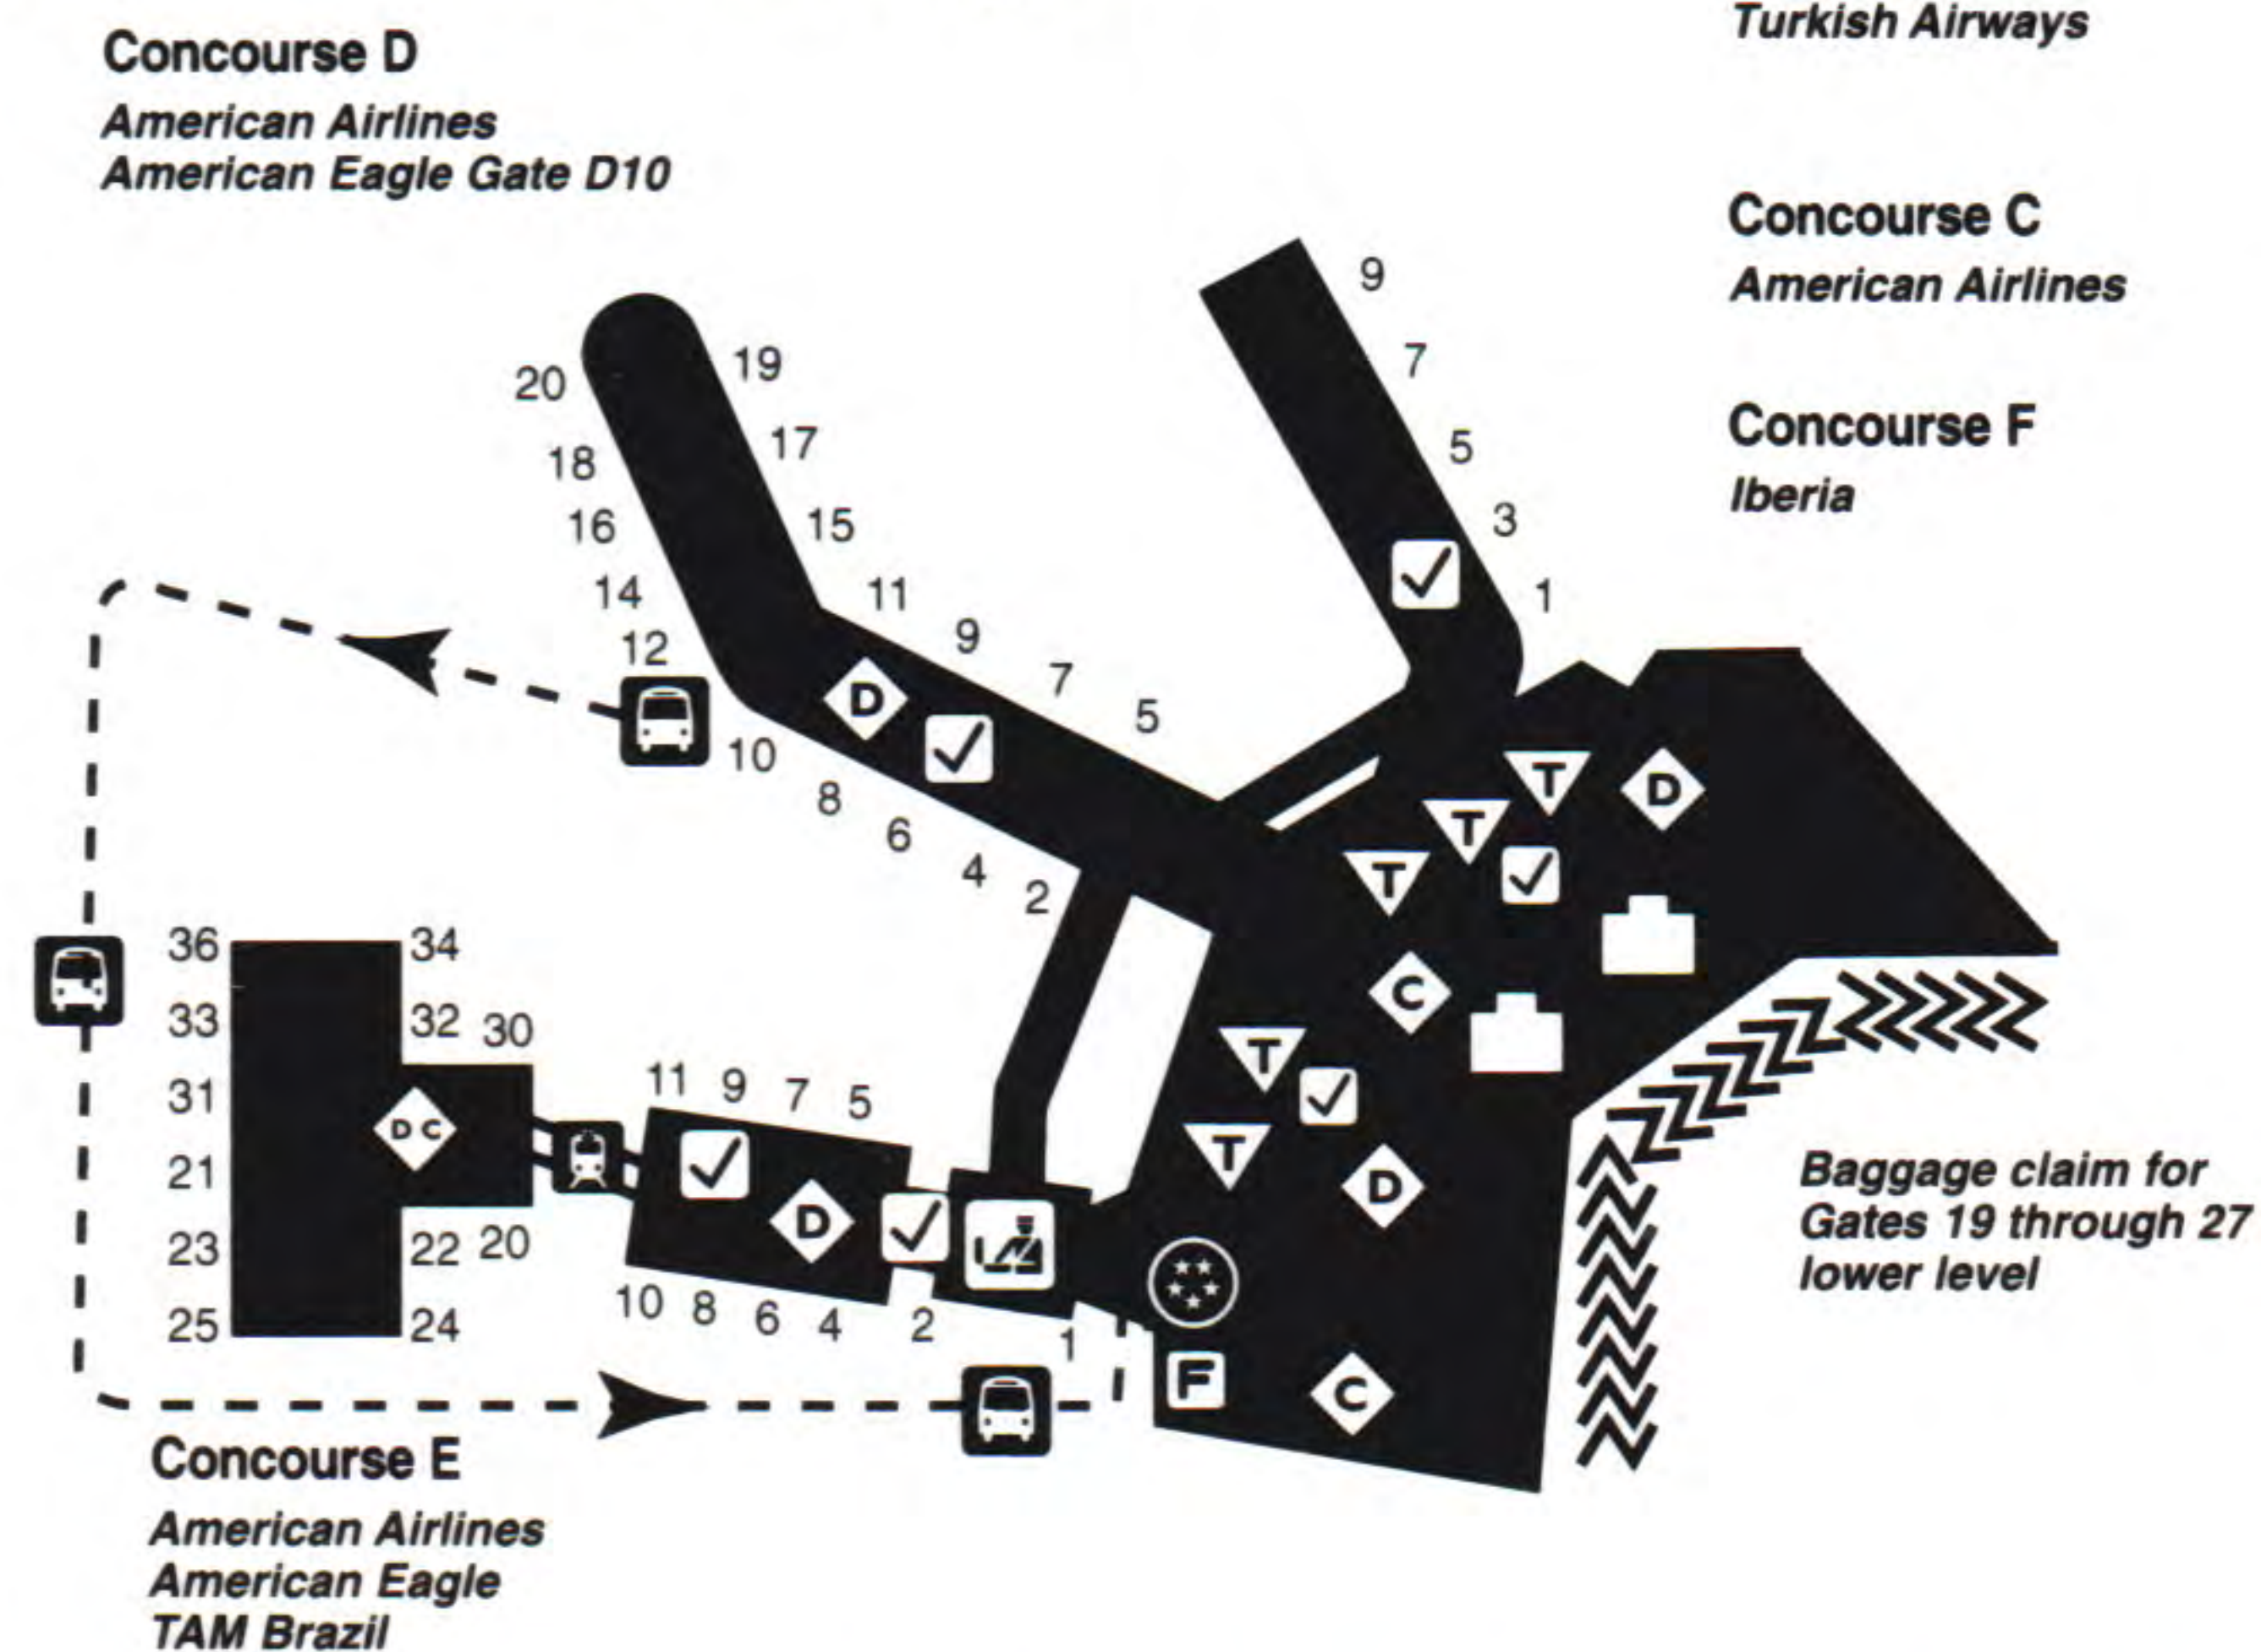 Turkish Airways
Concourse D
American Airlines
American Eagle Gate D10
Concourse C
American Airlines
Concourse F
Iberia
9
7
5
3
1
20
18
16
14
12
19
17
15
11
9
7
5
10
8
6
4
2
D
T
D
T
T
C
T
T
D
C
F
36
33
31
21
23
25
34
32 30
22 20
24
D C
11 9 7 5
D
10 8 6 4 2 1
Baggage claim for
Gates 19 through 27
lower level
Concourse E
American Airlines
American Eagle
TAM Brazil